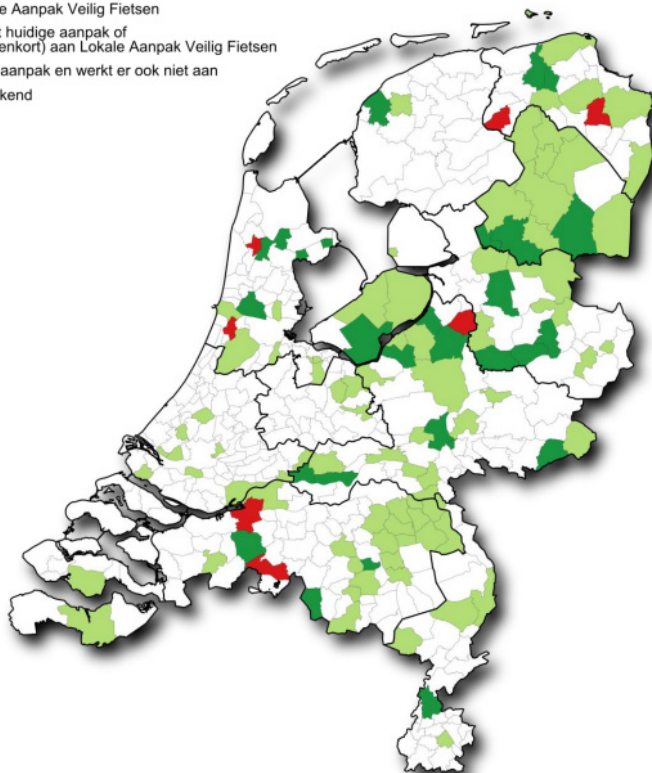 e Aanpak Veilig Fietsen
t huidige aanpak of
enkort) aan Lokale Aanpak Veilig Fietsen
aanpak en werkt er ook niet aan
kend